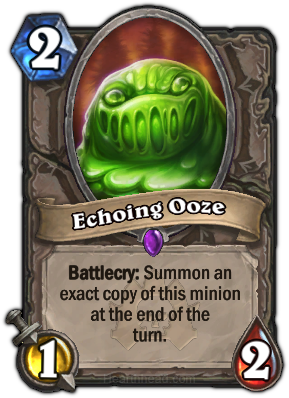 2
Echoing Ooze
Battlecry: Summon an
exact copy of this minion
at the end of the
turn.
1
2